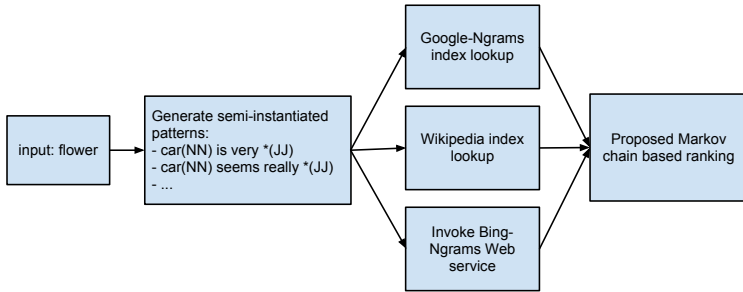 input: flower
Generate semi-instantiated
patterns:
- car(NN) is very *(JJ)
- car(NN) seems really *(JJ)
- ...
Google-Ngrams
index lookup
Wikipedia index
lookup
Invoke Bing-
Ngrams Web
service
Proposed Markov
chain based ranking